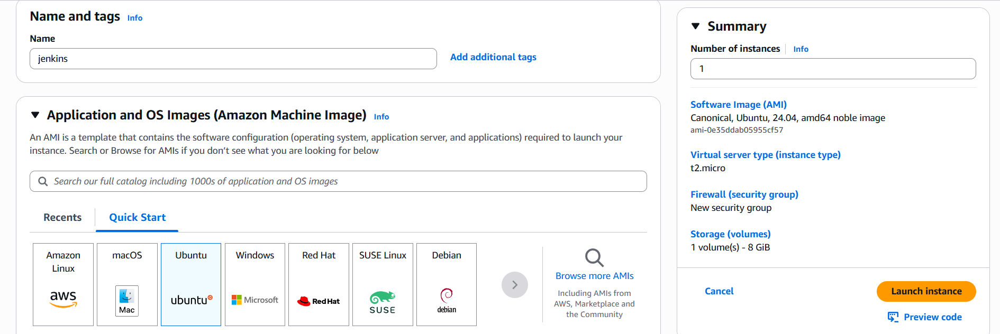 Name and tags Info
Name
jenkins
Add additional tags
Application and OS Images (Amazon Machine Image) Info
An AMI is a template that contains the software configuration (operating system, application server, and applications) required to launch your
instance. Search or Browse for AMIs if you don’t see what you are looking for below
Search our full catalog including 1000s of application and OS images
Recents
Quick Start
Amazon
Linux
aws
macOS
Mac
Ubuntu
ubuntu
Windows
Microsoft
Red Hat
RedHat
SUSE Linux
SUSE
Debian
debian
Browse more AMIs
Including AMIs from
AWS, Marketplace and
the Community
Summary
Number of instances Info
1
Software Image (AMI)
Canonical, Ubuntu, 24.04, amd64 noble image
ami-0e35ddab05955cf57
Virtual server type (instance type)
t2.micro
Firewall (security group)
New security group
Storage (volumes)
1 volume(s) - 8 GiB
Cancel
Launch instance
Preview code